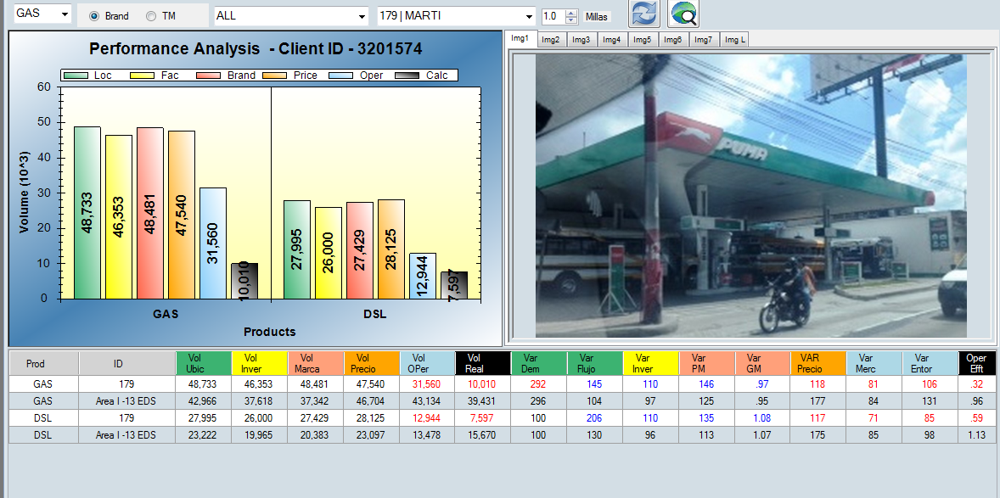 GAS Brand TM ALL 179 | MARTI 1.0 Millas
Img1 Img2 Img3 Img4 Img5 Img6 Img7 Img L
Performance Analysis - Client ID - 3201574
Loc Fac Brand Price Oper Calc
Volume (10^3)
60
50
40
30
20
10
0
48,733 46,353 48,481 47,540 31,560 10,010 27,995 26,000 27,429 28,125 12,944 7,597
GAS DSL
Products
PUMA
Prod ID Vol Ubic Vol Inver Vol Marca Vol Precio Vol OPer Vol Real Var Dem Var Flujo Var Inver Var PM Var GM VAR Precio Var Merc Var Entor Oper Efft
GAS 179 48,733 46,353 48,481 47,540 31,560 10,010 292 145 110 146 .97 118 81 106 .32
GAS Area I -13 EDS 42,966 37,618 37,342 46,704 43,134 39,431 296 104 97 125 .95 177 84 131 .96
DSL 179 27,995 26,000 27,429 28,125 12,944 7,597 100 206 110 135 1.08 117 71 85 .59
DSL Area I -13 EDS 23,222 19,965 20,383 23,097 13,478 15,670 100 130 96 113 1.07 175 85 98 1.13